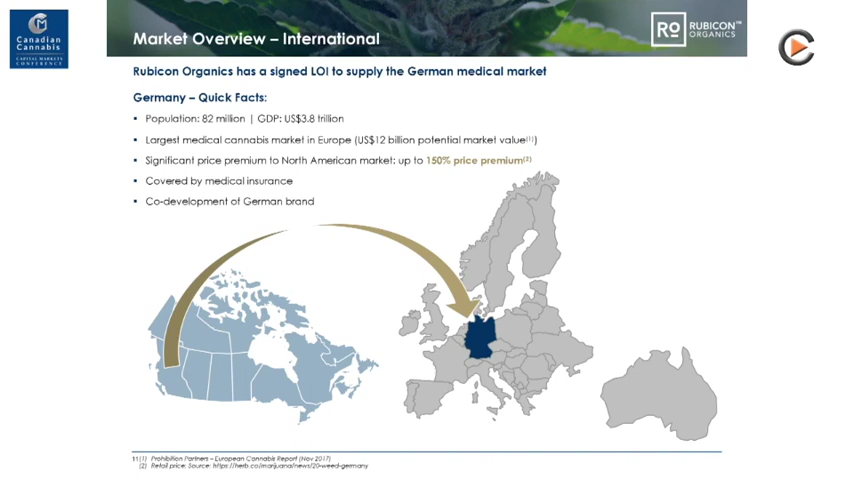 Canadian
Cannabis
CAPITAL MARKETS
CONFERENCE
Market Overview – International
RO
RUBICON™
ORGANICS
Rubicon Organics has a signed LOI to supply the German medical market
Germany – Quick Facts:
▪ Population: 82 million | GDP: US$3.8 trillion
▪ Largest medical cannabis market in Europe (US$12 billion potential market value(1))
▪ Significant price premium to North American market: up to 150% price premium(2)
▪ Covered by medical insurance
▪ Co-development of German brand
11 (1) Prohibition Partners – European Cannabis Report (Nov 2017)
(2) Retail price: Source: https://herb.co/marijuana/news/20-weed-germany